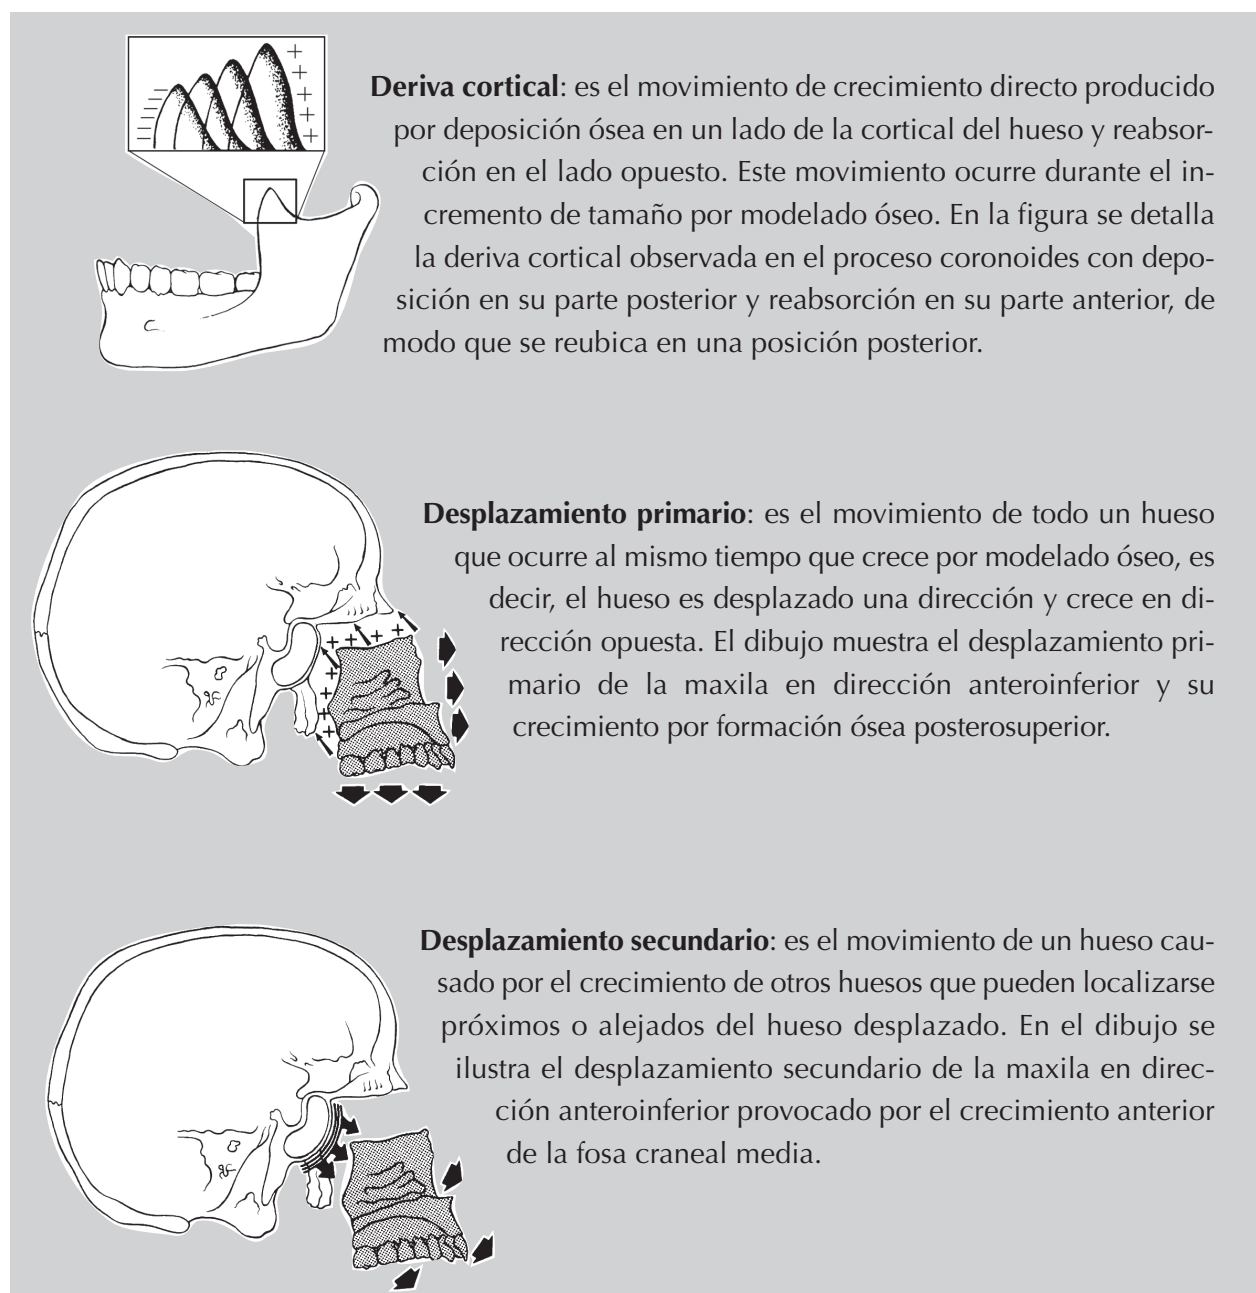 Deriva cortical: es el movimiento de crecimiento directo producido
por deposición ósea en un lado de la cortical del hueso y reabsor-
ción en el lado opuesto. Este movimiento ocurre durante el in-
cremento de tamaño por modelado óseo. En la figura se detalla
la deriva cortical observada en el proceso coronoides con depo-
sición en su parte posterior y reabsorción en su parte anterior, de
modo que se reubica en una posición posterior.
Desplazamiento primario: es el movimiento de todo un hueso
que ocurre al mismo tiempo que crece por modelado óseo, es
decir, el hueso es desplazado una dirección y crece en di-
rección opuesta. El dibujo muestra el desplazamiento pri-
mario de la maxila en dirección anteroinferior y su
crecimiento por formación ósea posterosuperior.
Desplazamiento secundario: es el movimiento de un hueso cau-
sado por el crecimiento de otros huesos que pueden localizarse
próximos o alejados del hueso desplazado. En el dibujo se
ilustra el desplazamiento secundario de la maxila en direc-
ción anteroinferior provocado por el crecimiento anterior
de la fosa craneal media.